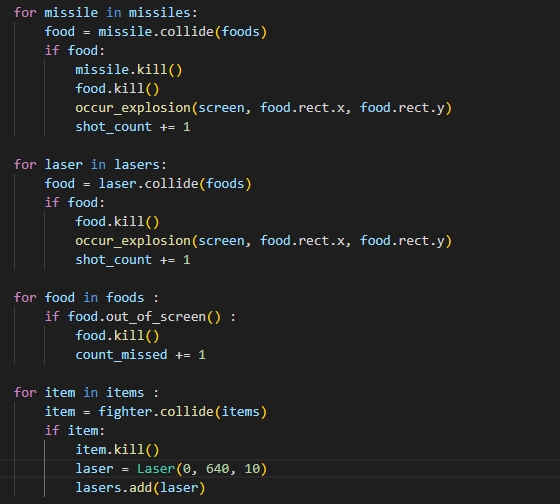 for missile in missiles:
    food = missile.collide(foods)
    if food:
        missile.kill()
        food.kill()
        occur_explosion(screen, food.rect.x, food.rect.y)
        shot_count += 1

for laser in lasers:
    food = laser.collide(foods)
    if food:
        food.kill()
        occur_explosion(screen, food.rect.x, food.rect.y)
        shot_count += 1

for food in foods :
    if food.out_of_screen() :
        food.kill()
        count_missed += 1

for item in items :
    item = fighter.collide(items)
    if item:
        item.kill()
        laser = Laser(0, 640, 10)
        lasers.add(laser)